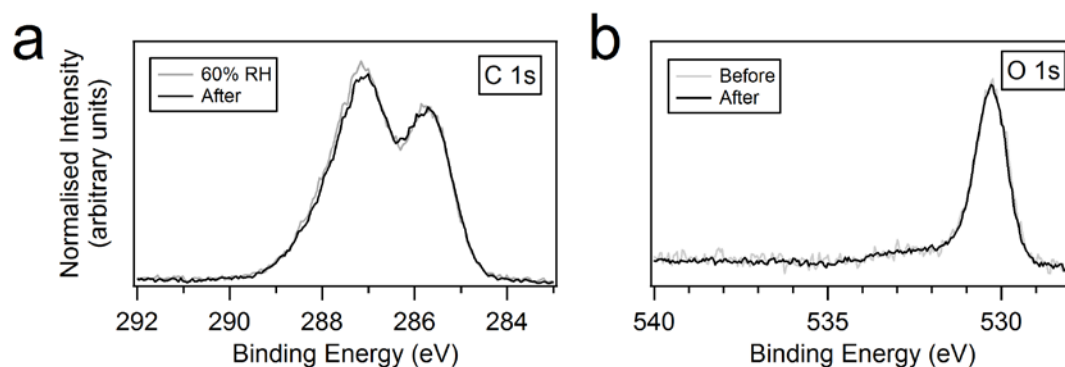 a
60% RH
After
C 1s
Normalised Intensity
(arbitrary units)
292
290
288
286
284
Binding Energy (eV)
b
Before
After
O 1s
540
535
530
Binding Energy (eV)